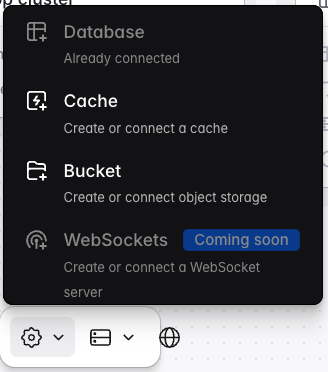 cluster
Database
Already connected
Cache
Create or connect a cache
Bucket
Create or connect object storage
WebSockets Coming soon
Create or connect a WebSocket
server